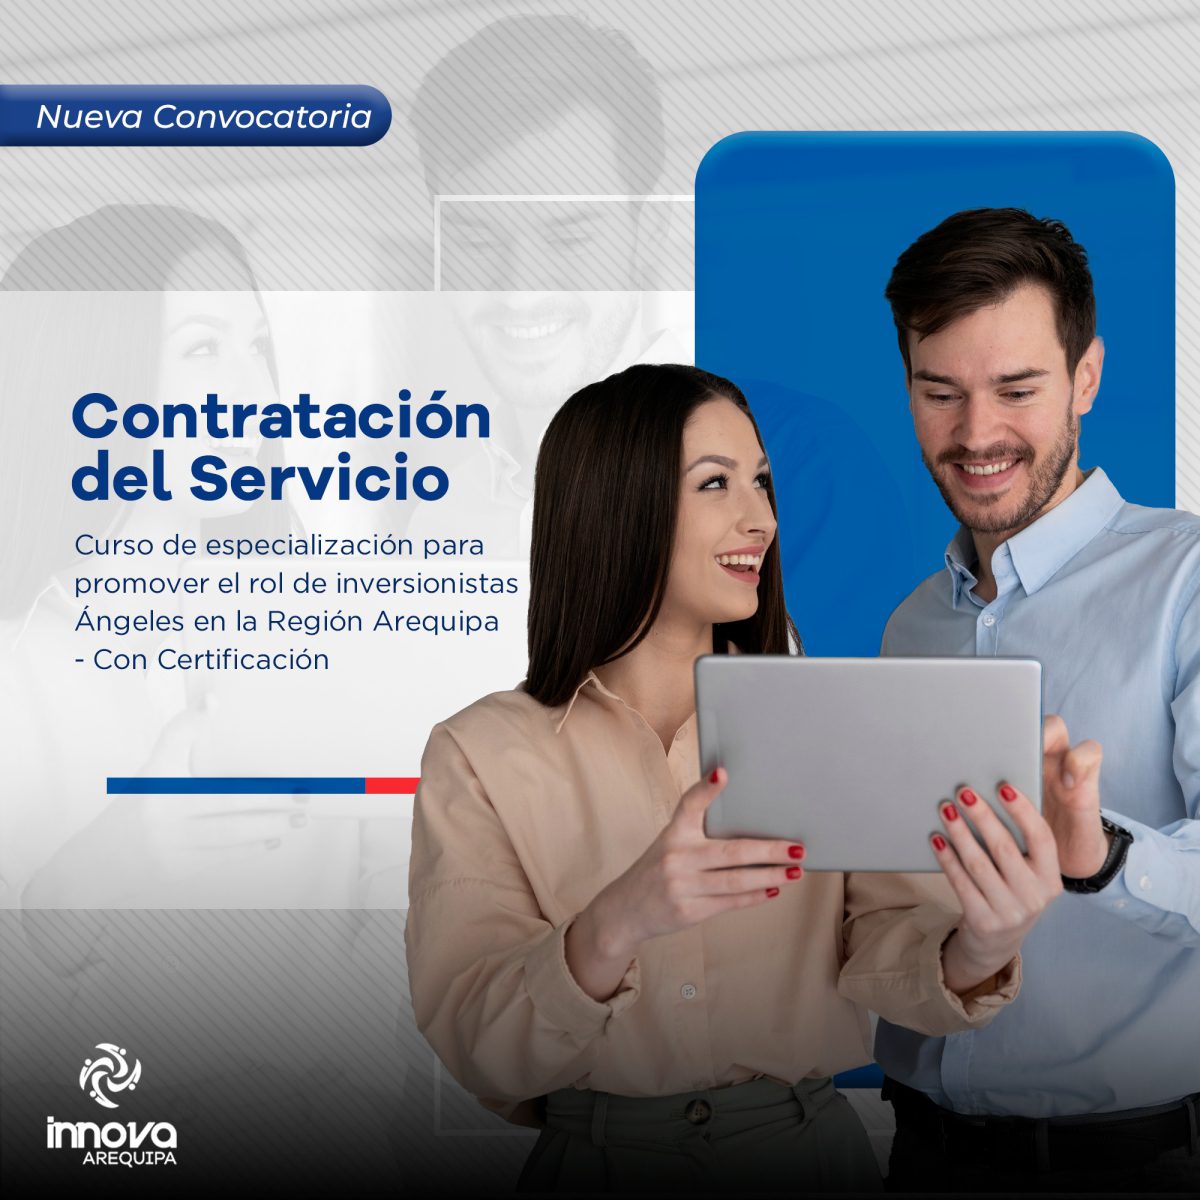 Nueva Convocatoria
Contratación
del Servicio
Curso de especialización para
promover el rol de inversionistas
Ángeles en la Región Arequipa
- Con Certificación
innova
AREQUIPA